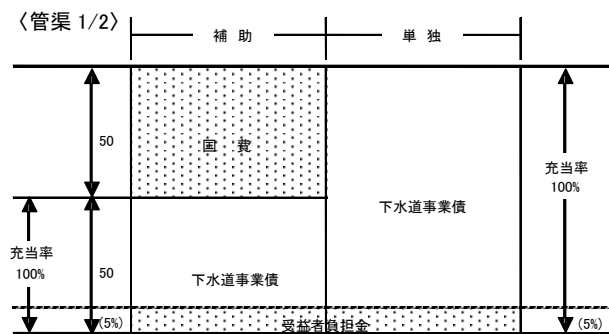 〈管渠 1/2〉
補 助
単 独
50
国 費
充当率
100%
下水道事業債
充当率
100%
50
下水道事業債
(5%)
受益者負担金
(5%)